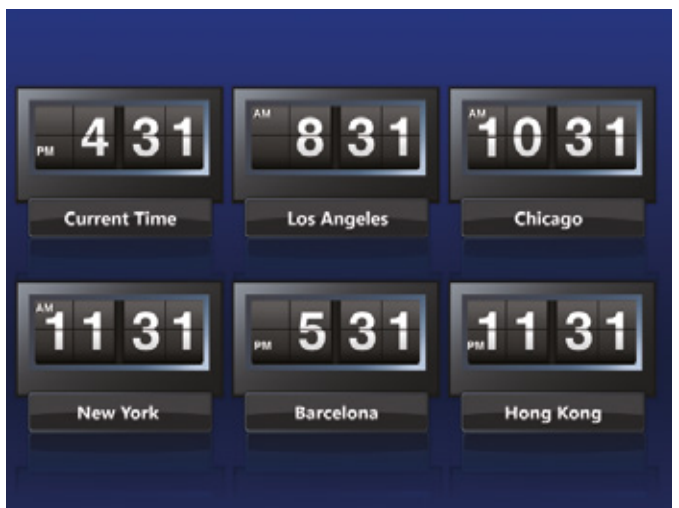 PM 4 31
Current Time
AM 8 31
Los Angeles
AM 10 31
Chicago
AM 11 31
New York
PM 5 31
Barcelona
PM 11 31
Hong Kong